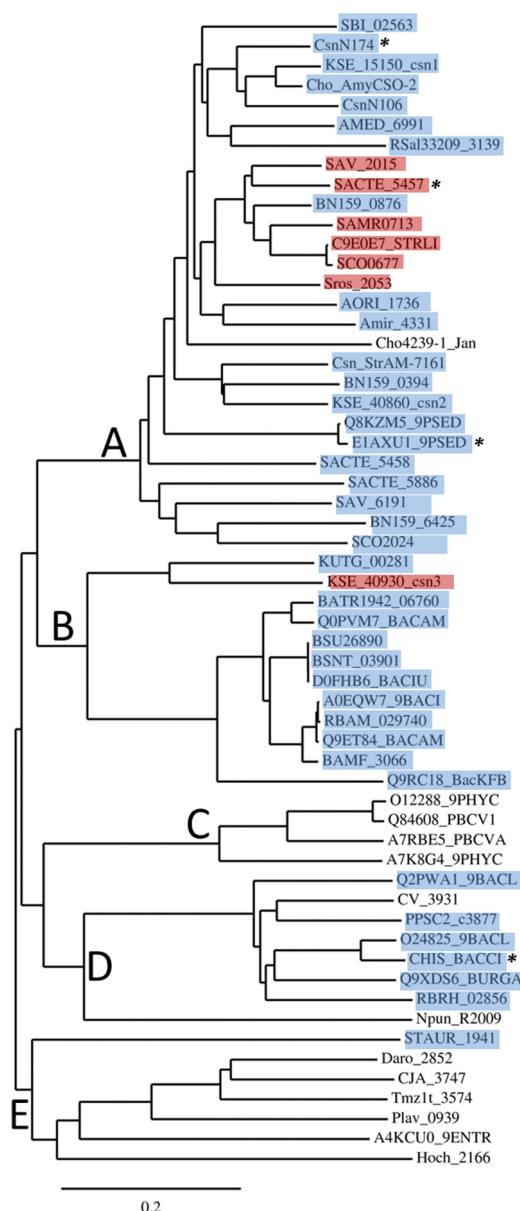 SBI_02563
CsnN174 *
KSE_15150_csn1
Cho_AmyCSO-2
CsnN106
AMED_6991
RSal33209_3139
SAV_2015
SACTE_5457 *
BN159_0876
SAMR0713
C9E0E7_STRLI
SCO0677
Sros_2053
AORI_1736
Amir_4331
Cho4239-1_Jan
Csn_StrAM-7161
BN159_0394
KSE_40860_csn2
Q8KZM5_9PSED
A
E1AXU1_9PSED *
SACTE_5458
SACTE_5886
SAV_6191
BN159_6425
SCO2024
KUTG_00281
KSE_40930_csn3
BATR1942_06760
B
Q0PVM7_BACAM
BSU26890
BSNT_03901
D0FHB6_BACIU
A0EQW7_9BACI
RBAM_029740
Q9ET84_BACAM
BAMF_3066
Q9RC18_BacKFB
O12288_9PHYC
C
Q84608_PBCV1
A7RBE5_PBCVA
A7K8G4_9PHYC
Q2PWA1_9BACL
CV_3931
PPSC2_c3877
O24825_9BACL
D
CHIS_BACCI *
Q9XDS6_BURGA
RBRH_02856
Npun_R2009
STAUR_1941
Daro_2852
CJA_3747
Tmz1t_3574
E
Plav_0939
A4KCU0_9ENTR
Hoch_2166
0.2